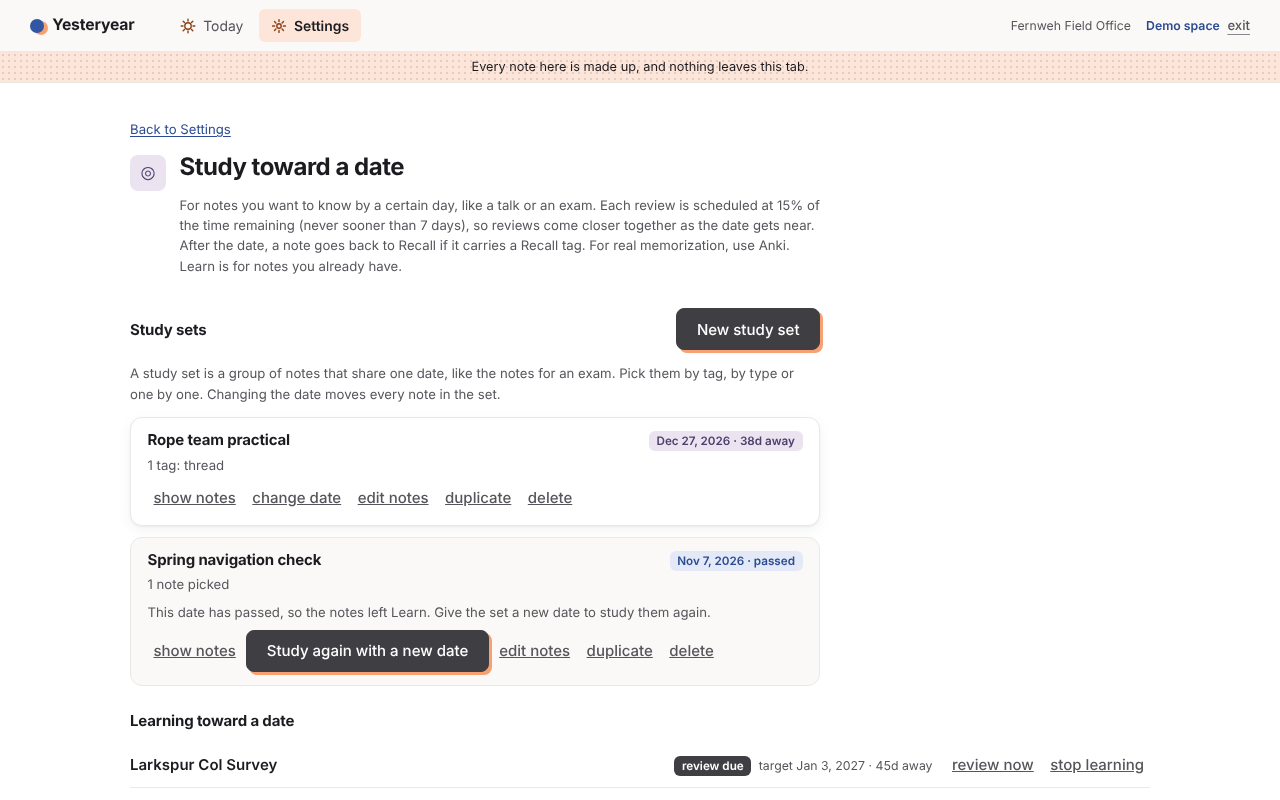 Yesteryear
Today
Settings
Fernweh Field Office
Demo space
exit
Every note here is made up, and nothing leaves this tab.
Back to Settings
Study toward a date
For notes you want to know by a certain day, like a talk or an exam. Each review is scheduled at 15% of
the time remaining (never sooner than 7 days), so reviews come closer together as the date gets near.
After the date, a note goes back to Recall if it carries a Recall tag. For real memorization, use Anki.
Learn is for notes you already have.
Study sets
New study set
A study set is a group of notes that share one date, like the notes for an exam. Pick them by tag, by type or
one by one. Changing the date moves every note in the set.
Rope team practical
Dec 27, 2026 · 38d away
1 tag: thread
show notes change date edit notes duplicate delete
Spring navigation check
Nov 7, 2026 · passed
1 note picked
This date has passed, so the notes left Learn. Give the set a new date to study them again.
show notes Study again with a new date edit notes duplicate delete
Learning toward a date
Larkspur Col Survey
review due target Jan 3, 2027 · 45d away review now stop learning